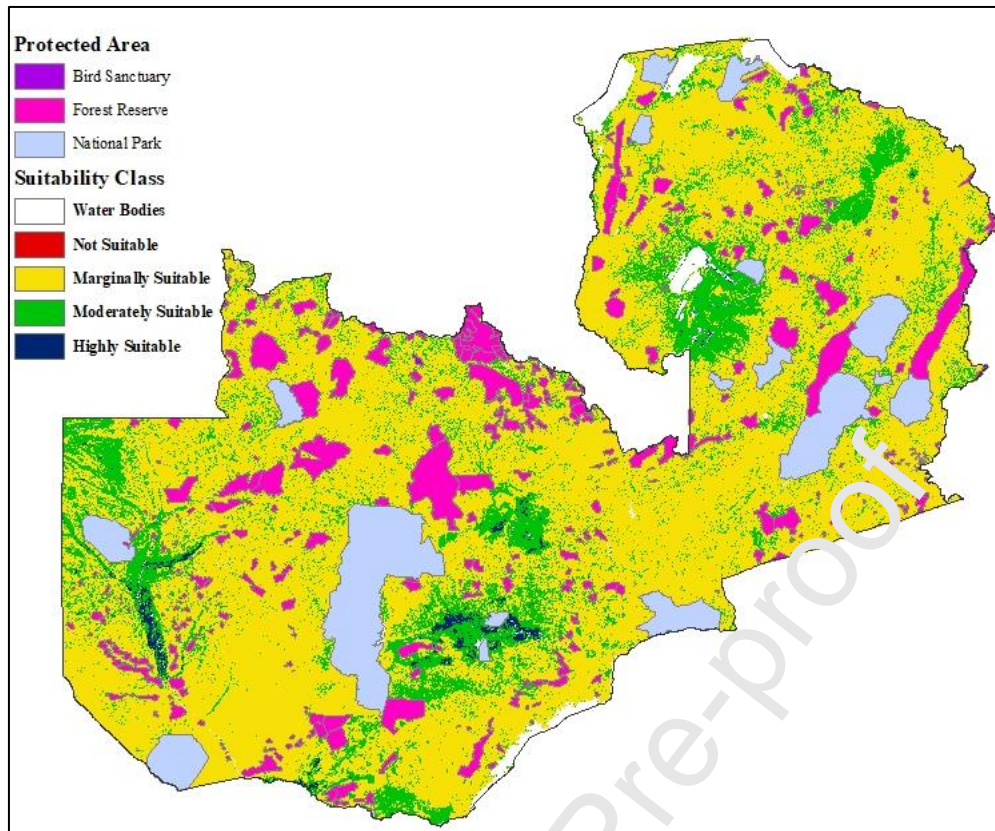 Protected Area
Bird Sanctuary
Forest Reserve
National Park
Suitability Class
Water Bodies
Not Suitable
Marginally Suitable
Moderately Suitable
Highly Suitable
Pre-proof